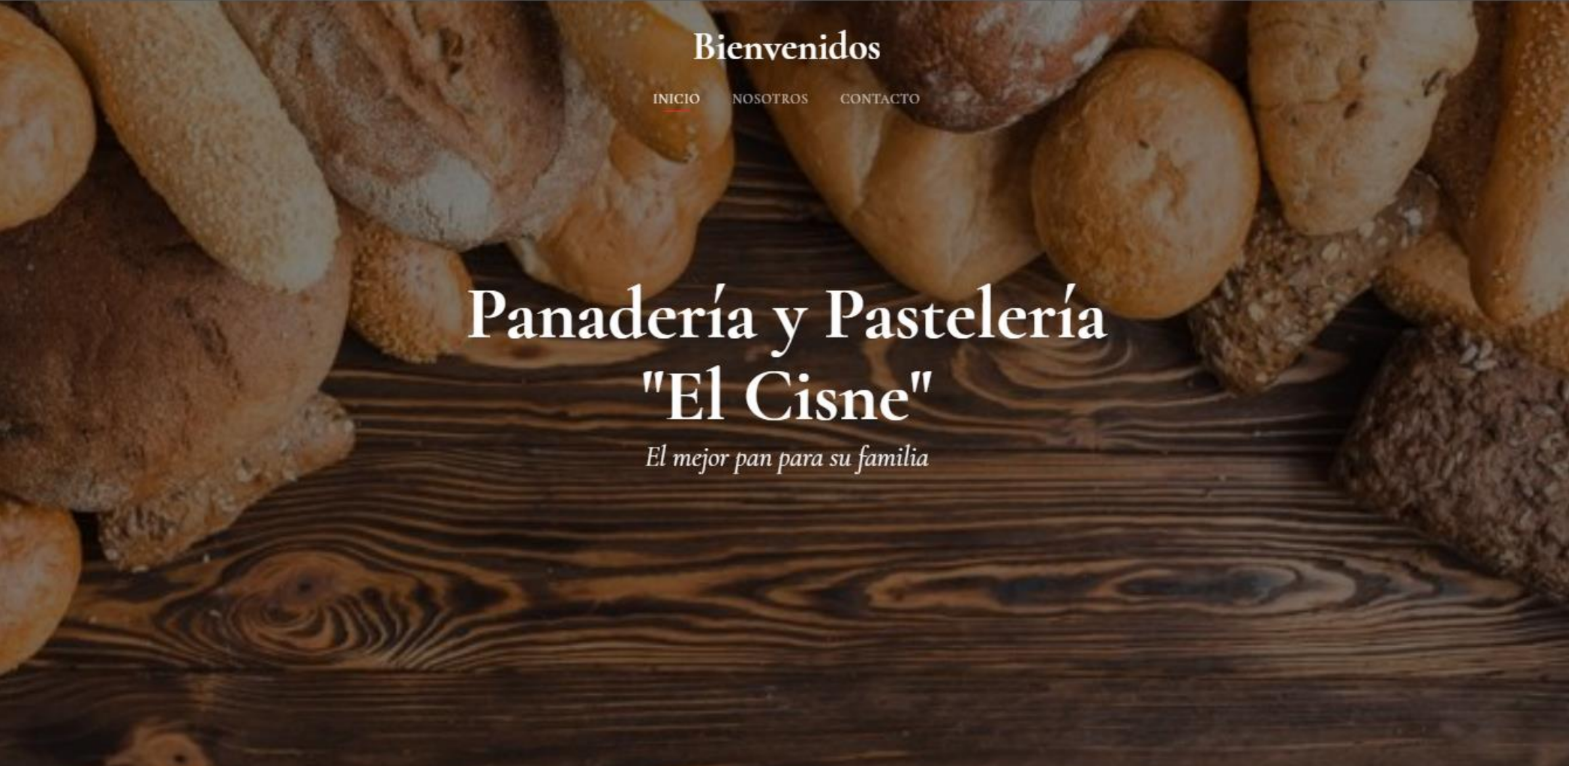 Bienvenidos
INICIO NOSOTROS CONTACTO
Panadería y Pastelería
"El Cisne"
El mejor pan para su familia